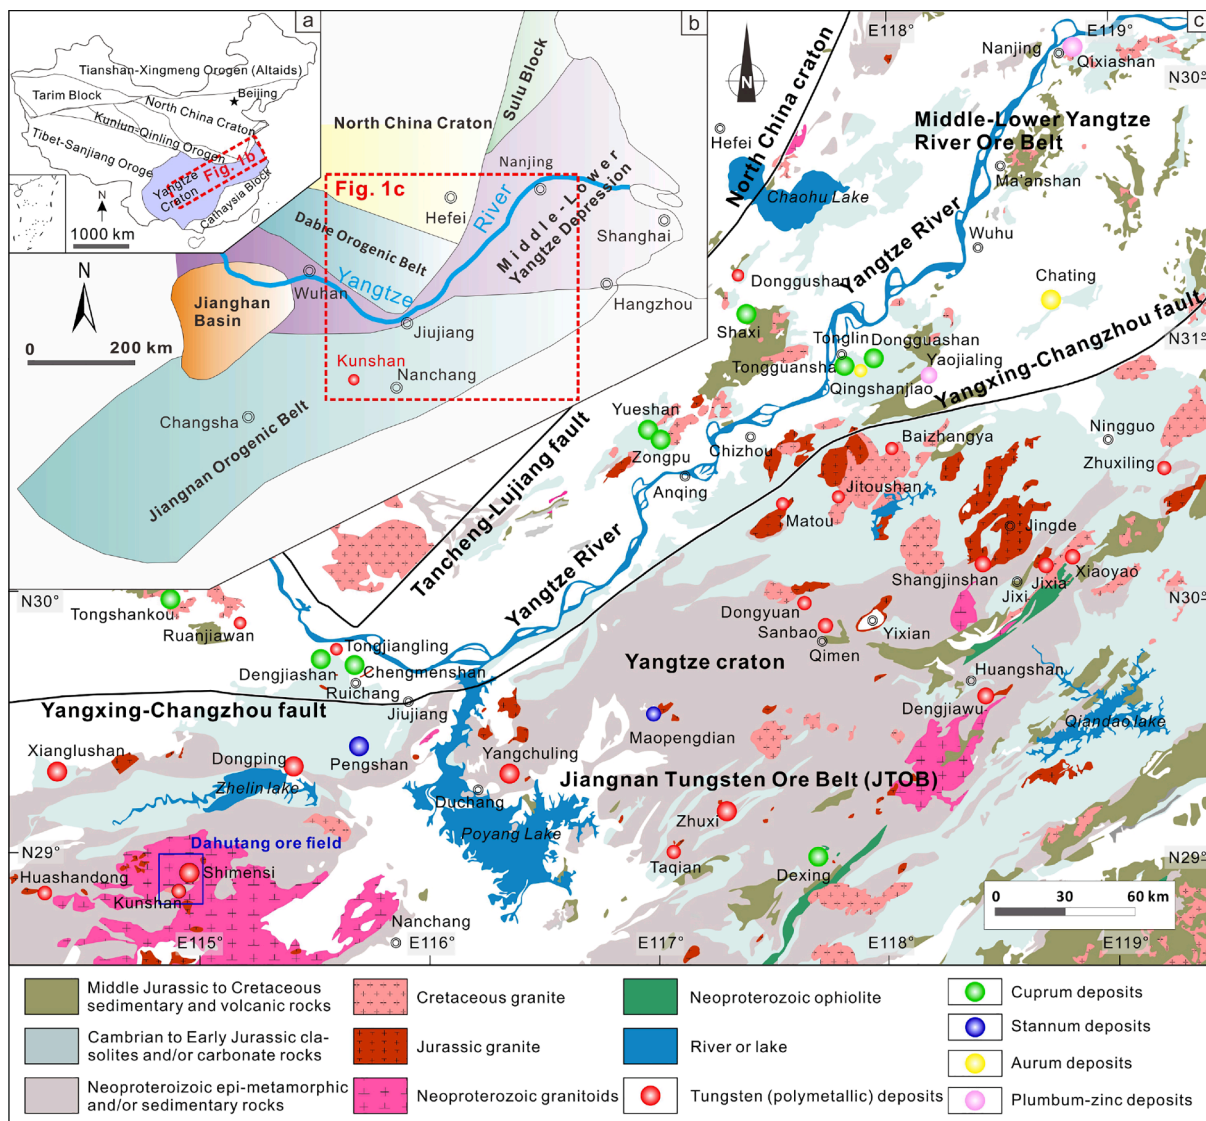 a
Tianshan-Xingmeng Orogen (Altaids)
Tarim Block
Beijing
North China Craton
Kunlun-Qinling Orogen
Tibet-Sanjiang Oroge
Yangtze
Craton
Fig. 1b
Cathaysia Block
N
1000 km
b
Sulu Block
North China Craton
Nanjing
Fig. 1c
Hefei
River
Middle-Lower
Yangtze Depression
Shanghai
Dabie Orogenic Belt
Yangtze
Wuhan
Jianghan
Basin
Hangzhou
Jiujiang
N
0
200 km
Kunshan
Nanchang
Changsha
Jiangnan Orogenic Belt
c
E118°
E119°
N
Nanjing
Qixiashan
N30°
Hefei
North China craton
Middle-Lower Yangtze
River Ore Belt
Ma'anshan
Chaohu Lake
Yangtze River
Wuhu
Donggushan
Chating
Shaxi
Tonglin
Dongguashan
Tongguansha
Yaojialing
Qingshanjiao
Yangxing-Changzhou fault
N31°
Yueshan
Zongpu
Chizhou
Baizhangya
Ningguo
Zhuxiling
Anqing
Jitoushan
Matou
Jingde
Tancheng-Lujiang fault
Yangtze River
Shangjinshan
Jixia
Xiaoyao
Jixi
N30°
N30°
Tongshankou
Ruanjiawan
Dongyuan
Sanbao
Yixian
Qimen
Tongjiangling
Dengjiashan
Chengmenshan
Ruichang
Yangtze craton
Huangshan
Jiujiang
Dengjiawu
Yangxing-Changzhou fault
Maopengdian
Qiandao lake
Xianglushan
Dongping
Pengshan
Yangchuling
Zhelin lake
Jiangnan Tungsten Ore Belt (JTOB)
Duchang
Poyang Lake
Zhuxi
Dahutang ore field
N29°
N29°
Huashandong
Shimensi
Taqian
Dexing
Kunshan
Nanchang
0
30
60 km
E115°
E116°
E117°
E118°
E119°
Middle Jurassic to Cretaceous
sedimentary and volcanic rocks
Cretaceous granite
Neoproterozoic ophiolite
Cuprum deposits
Stannum deposits
Cambrian to Early Jurassic cla-
solites and/or carbonate rocks
Jurassic granite
River or lake
Aurum deposits
Neoproteroizoic epi-metamorphic
and/or sedimentary rocks
Neoproterozoic granitoids
Tungsten (polymetallic) deposits
Plumbum-zinc deposits